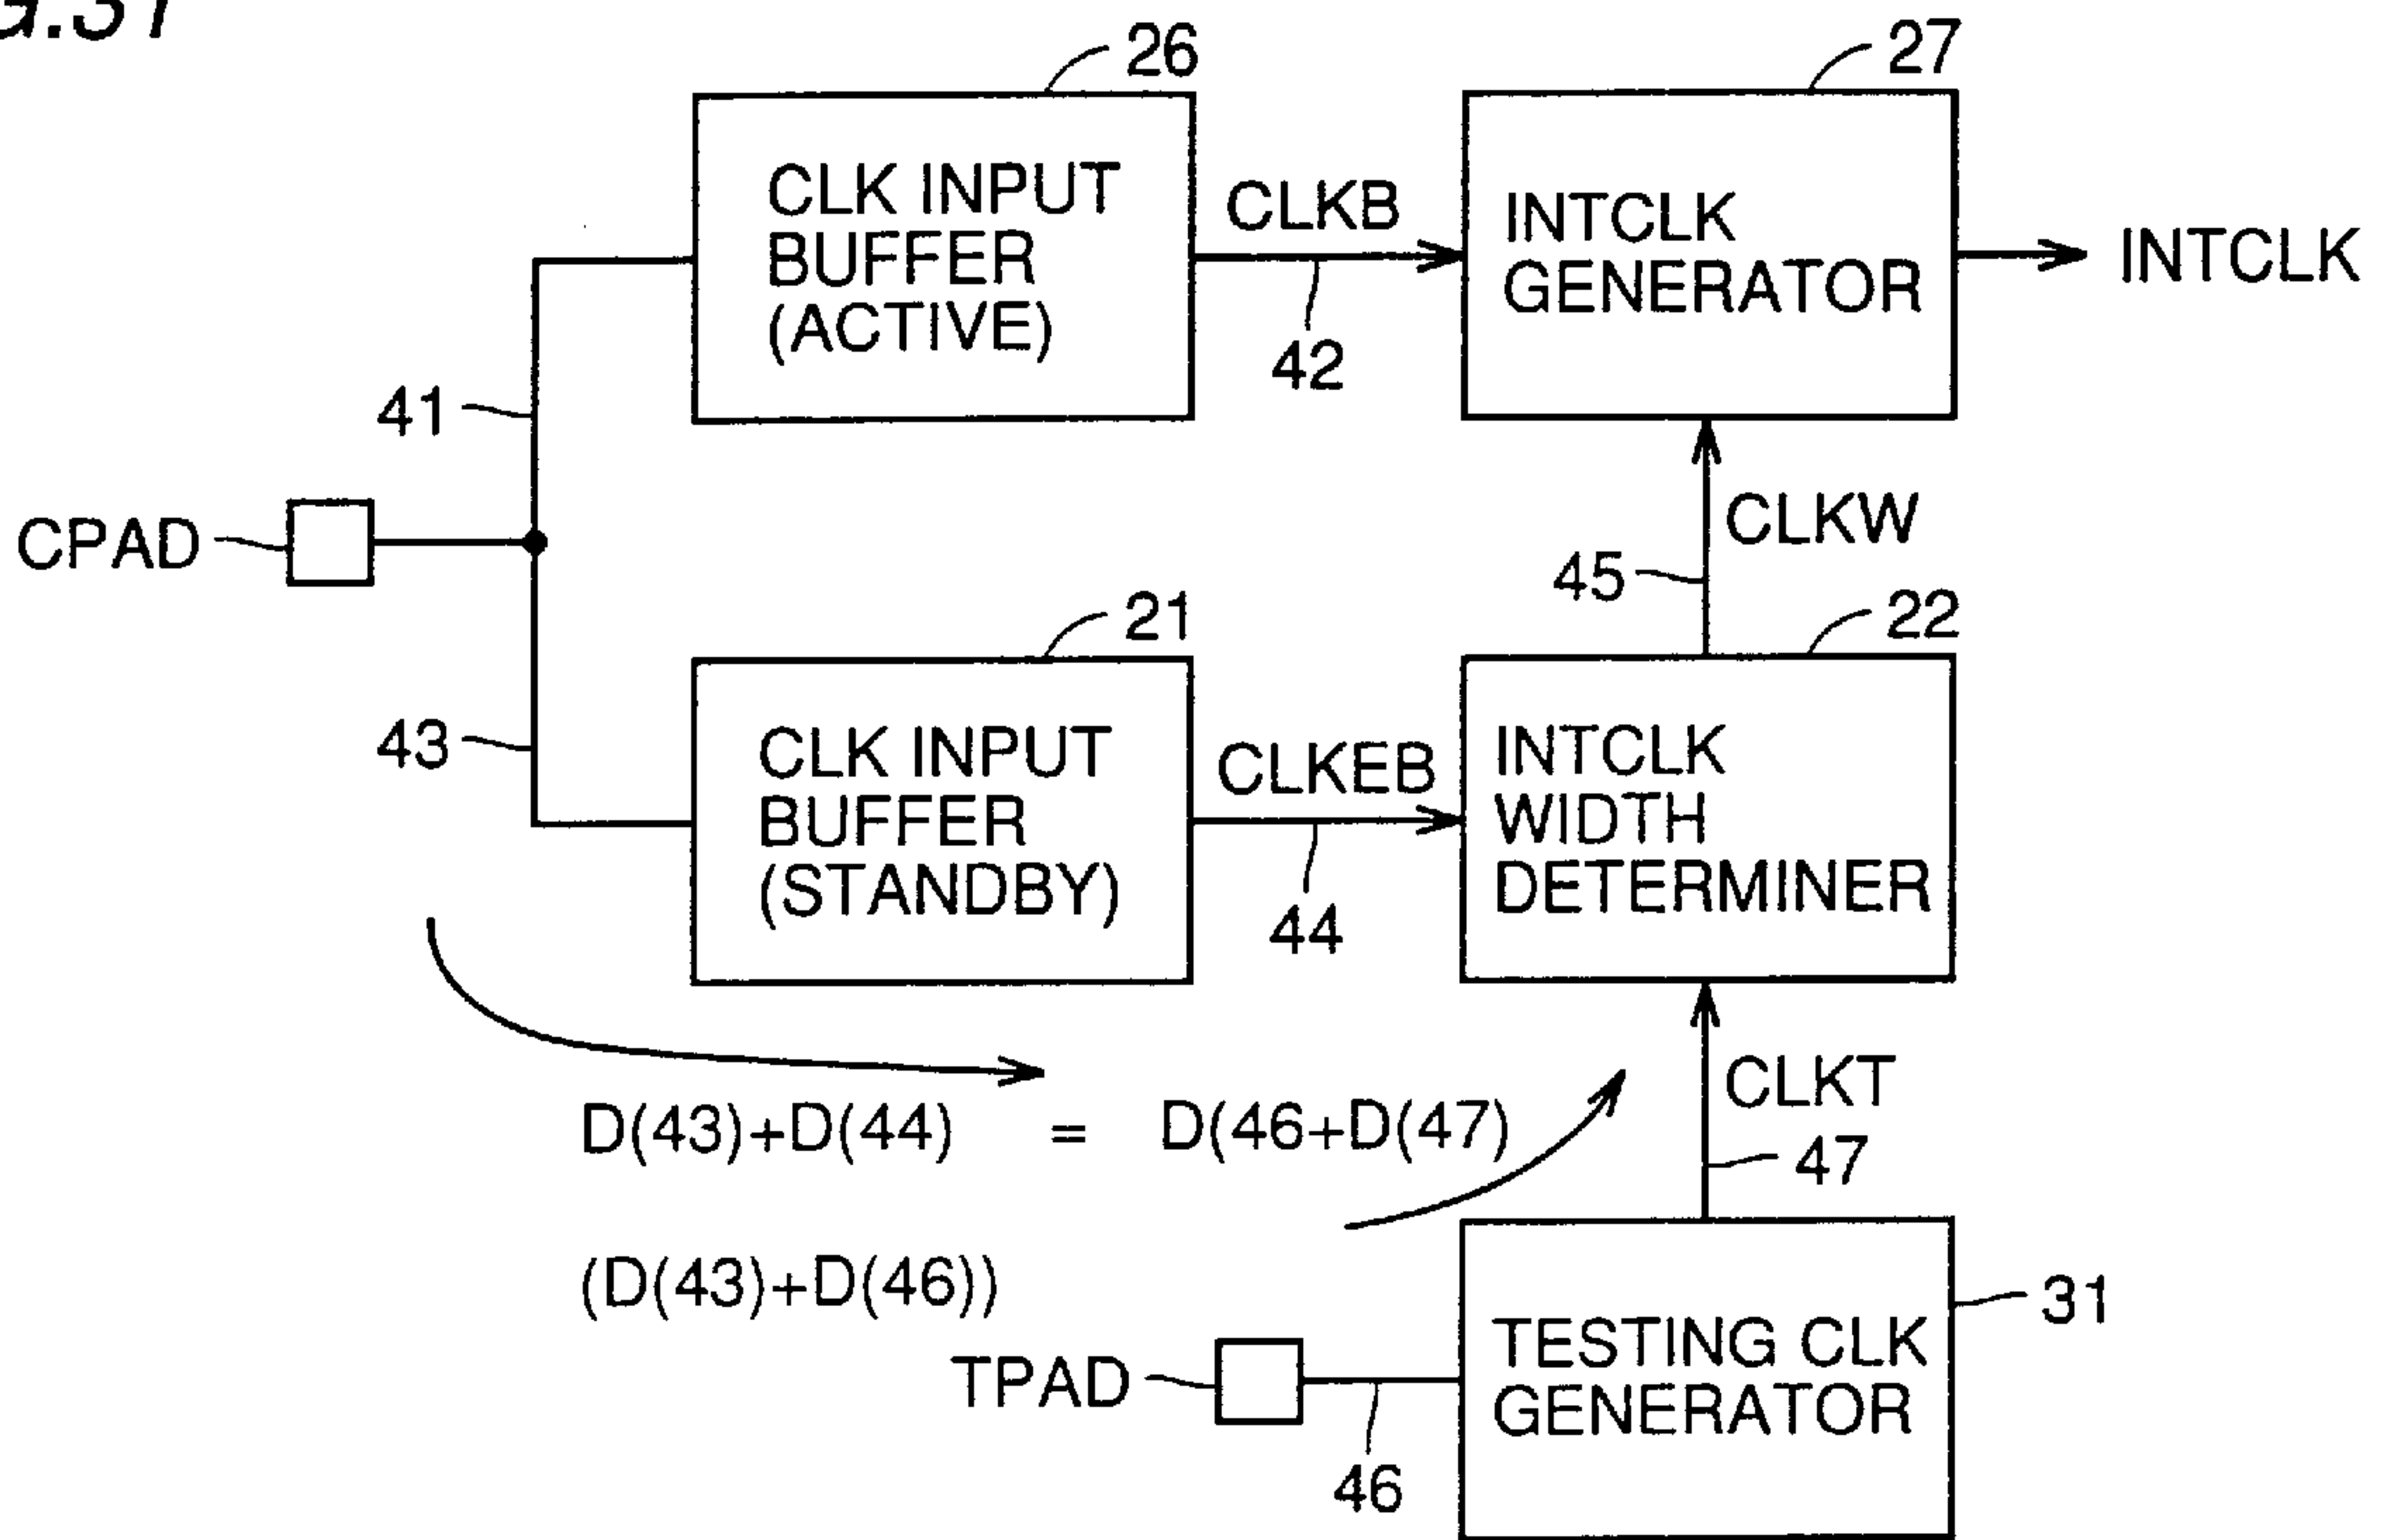 G.31
26
27
CLK INPUT
BUFFER
(ACTIVE)
CLKB
42
INTCLK
GENERATOR
INTCLK
41
CPAD
CLKW
45
21
22
43
CLK INPUT
BUFFER
(STANDBY)
CLKEB
44
INTCLK
WIDTH
DETERMINER
D(43)+D(44) = D(46+D(47)
CLKT
47
(D(43)+D(46))
31
TPAD
46
TESTING CLK
GENERATOR